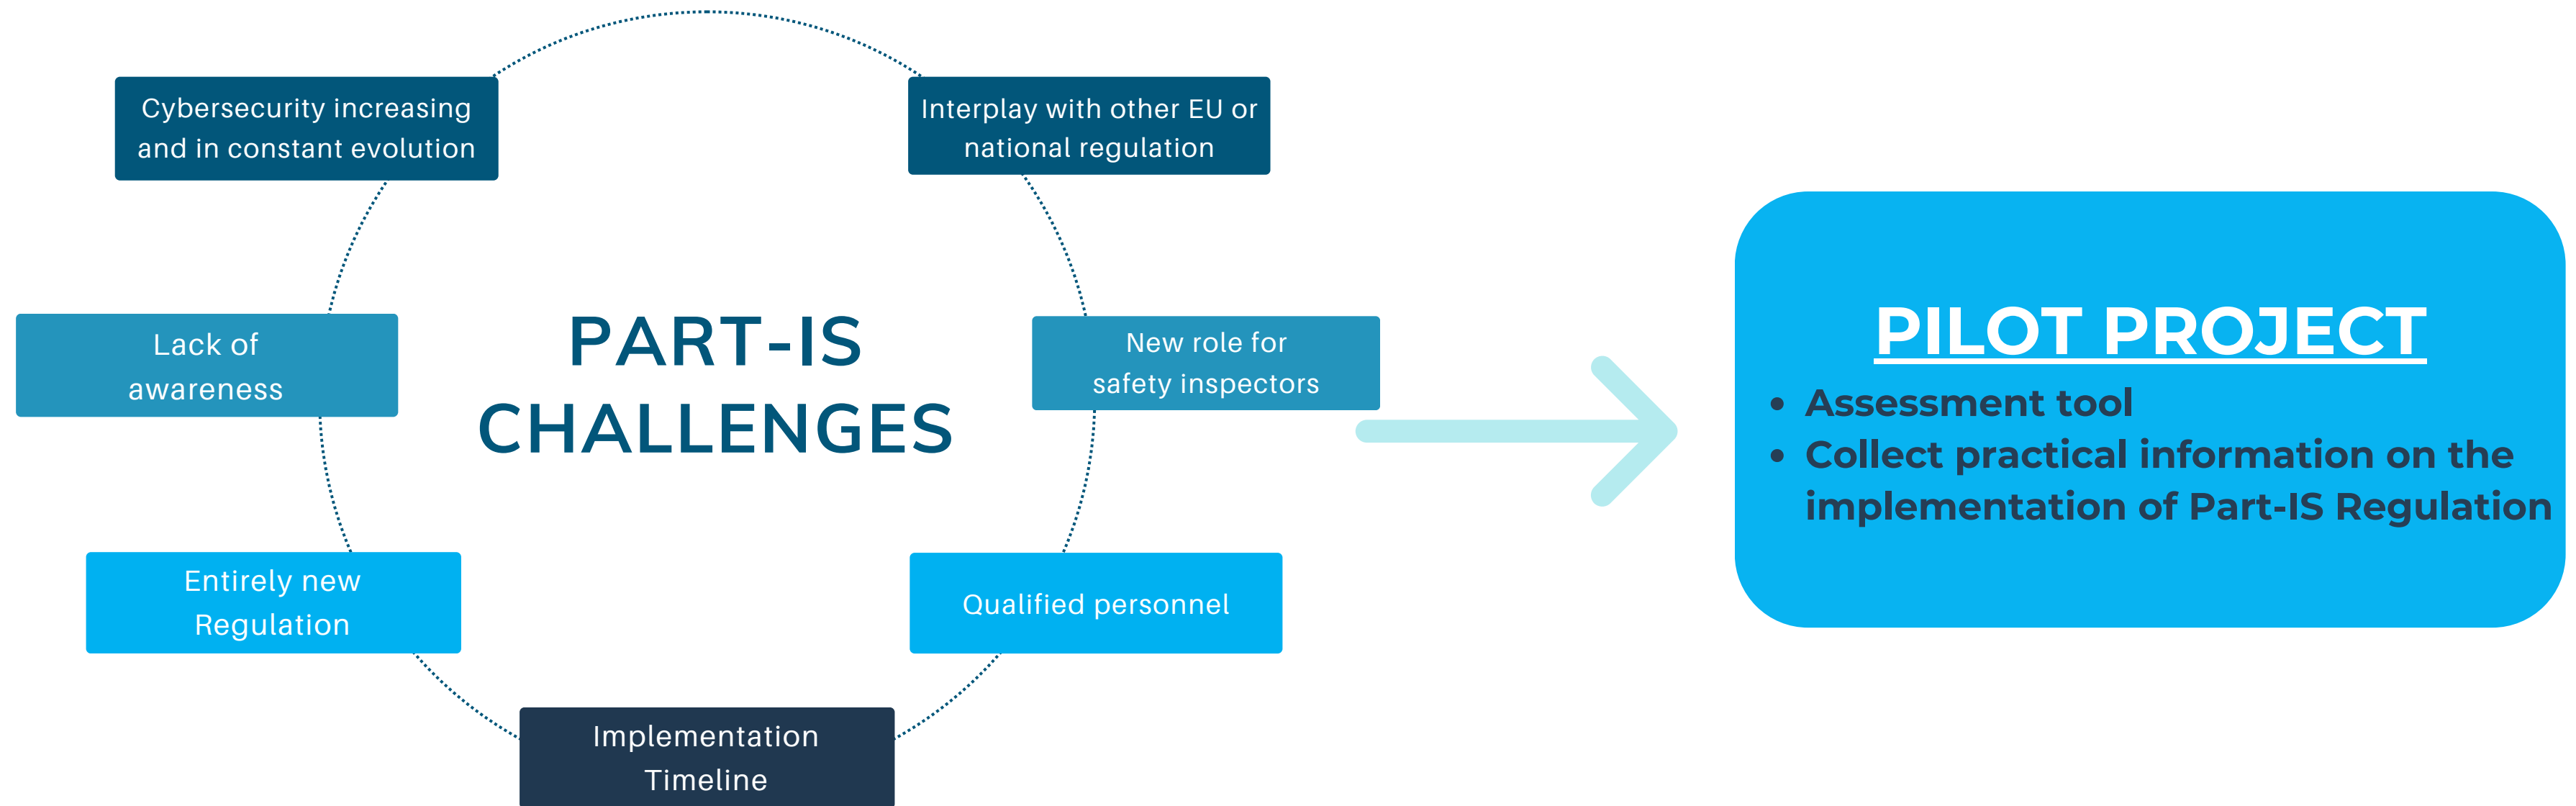 Cybersecurity increasing
and in constant evolution
Interplay with other EU or
national regulation
Lack of
awareness
PART-IS
CHALLENGES
New role for
safety inspectors
Entirely new
Regulation
Qualified personnel
Implementation
Timeline
PILOT PROJECT
• Assessment tool
• Collect practical information on the
implementation of Part-IS Regulation